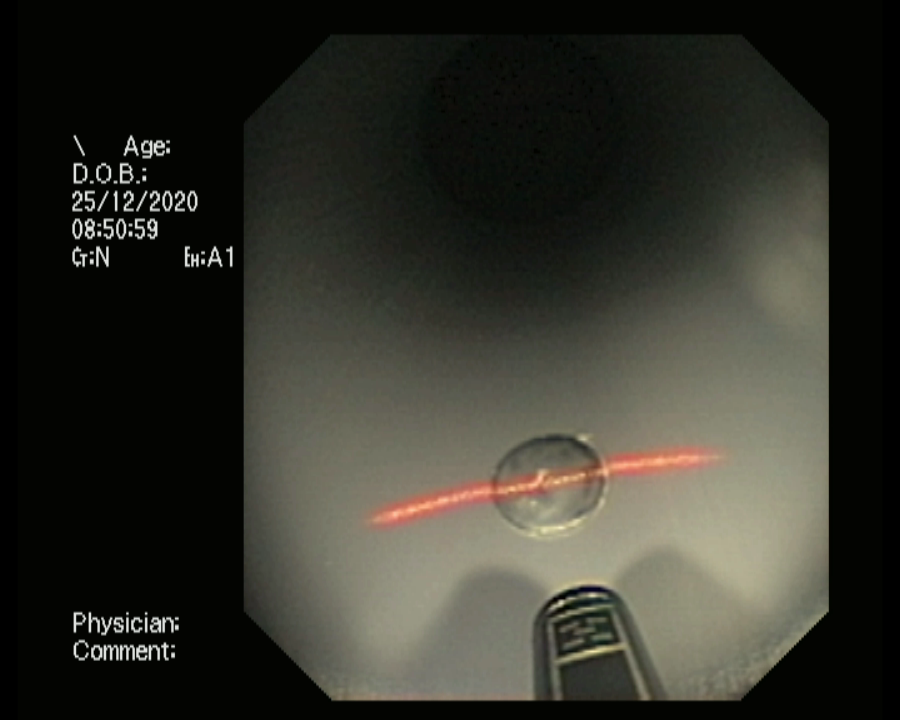 \ Age:
D.O.B.:
25/12/2020
08:50:59
Cr:N EH:A1
Physician:
Comment: